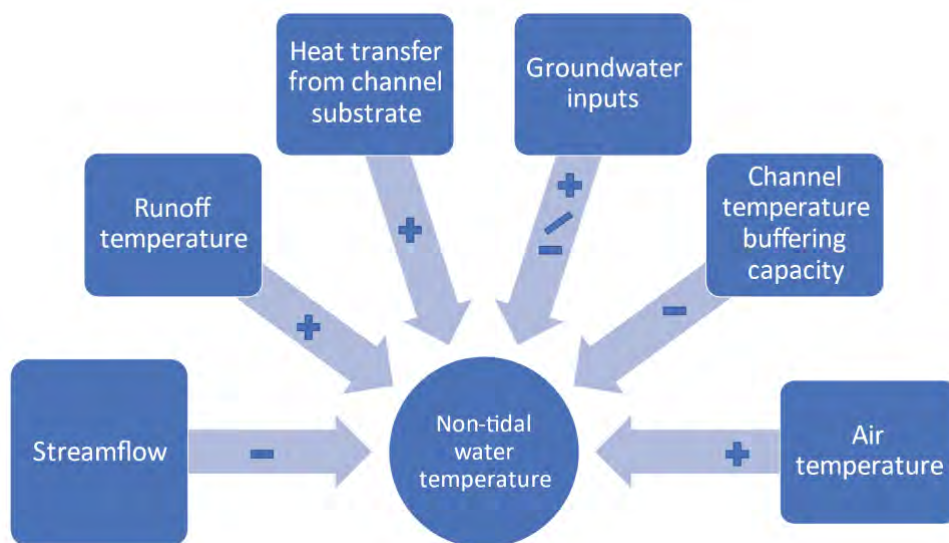 Heat transfer
from channel
substrate
Groundwater
inputs
Runoff
temperature
Channel
temperature
buffering
capacity
+
+
+
/
−
+
−
Streamflow
−
Non-tidal
water
temperature
+
Air
temperature